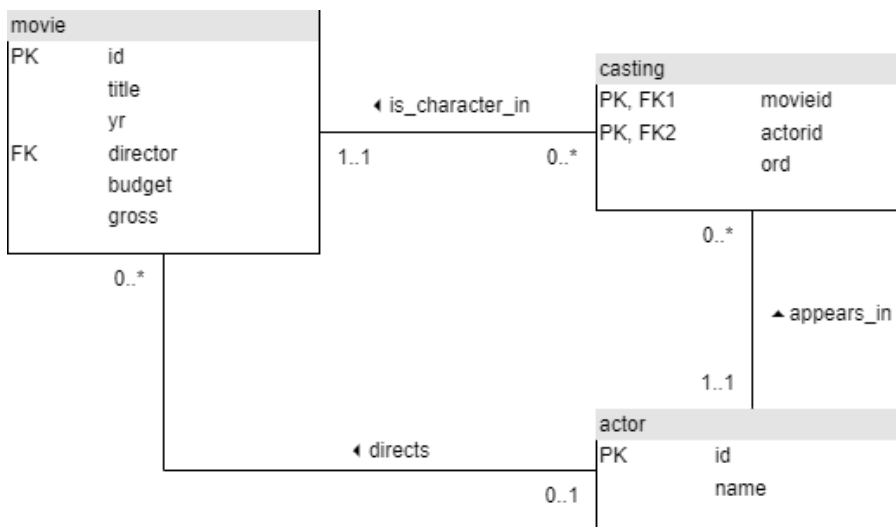 movie
PK id
title
yr
FK director
budget
gross
is_character_in
1..1 0..*
casting
PK, FK1 movieid
PK, FK2 actorid
ord
0..*
0..*
appears_in
1..1
directs
0..1
actor
PK id
name